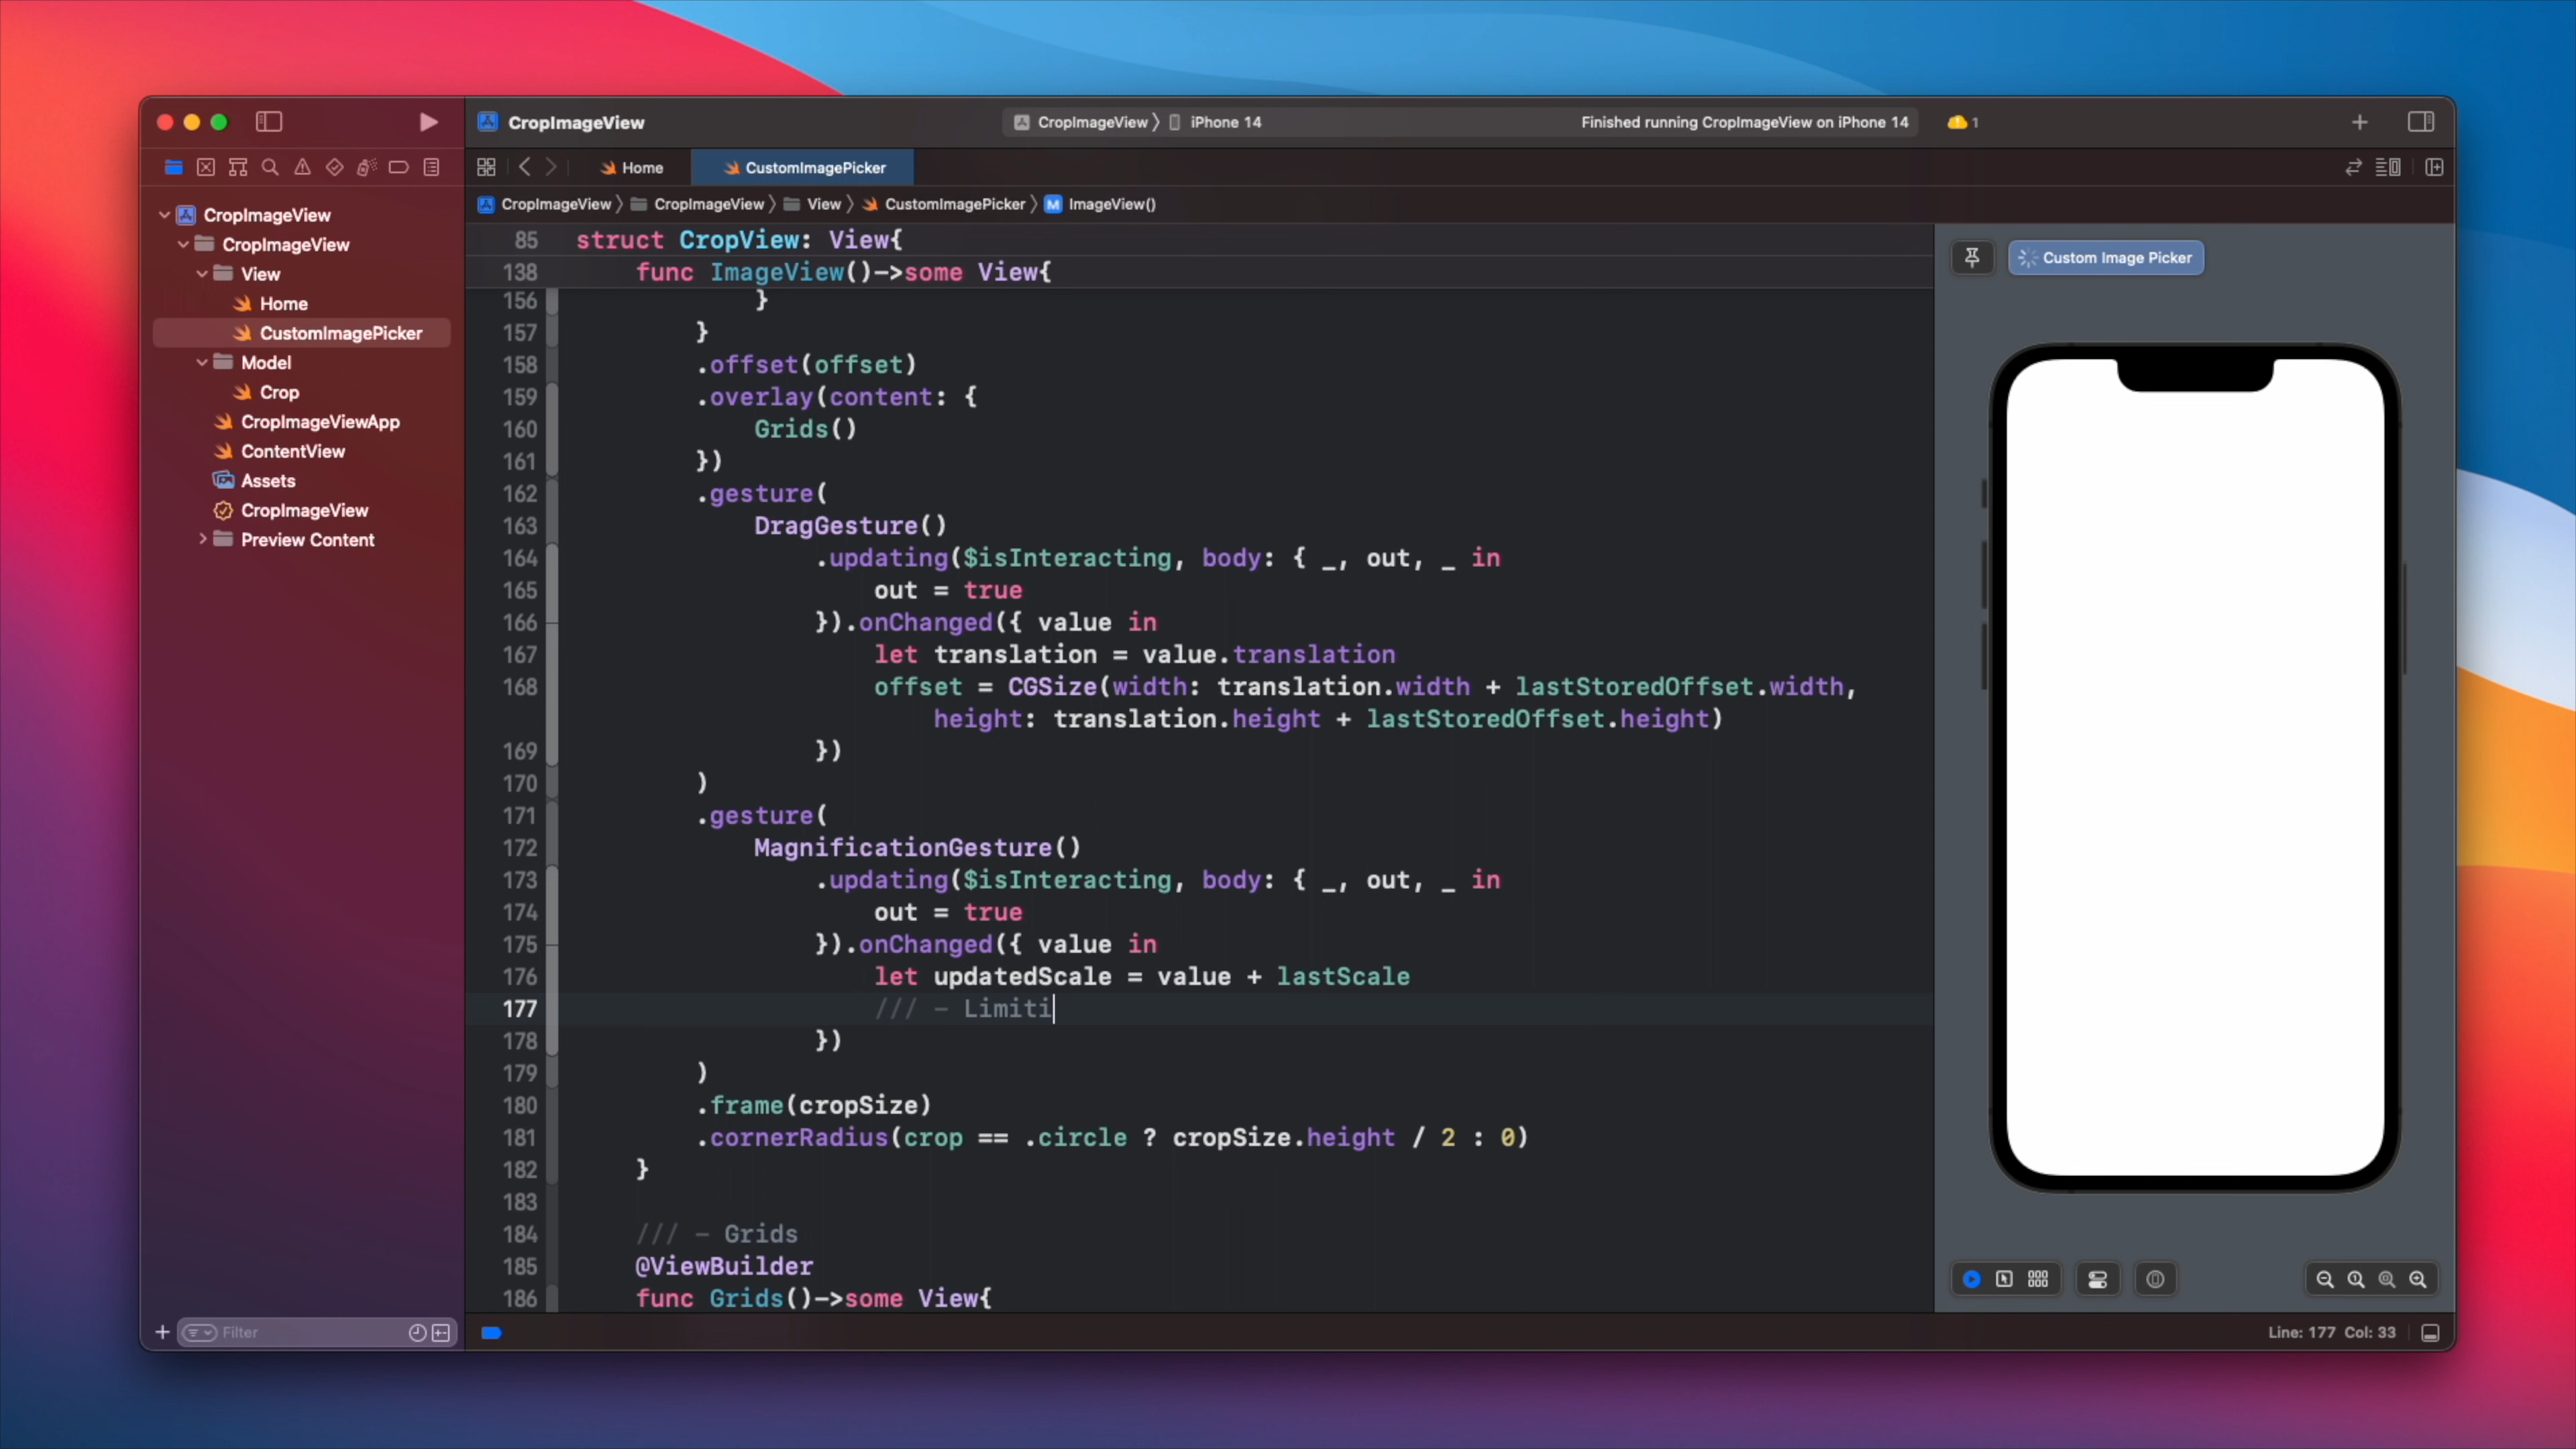 CropImageView
CropImageView 〉 iPhone 14
Finished running CropImageView on iPhone 14
1
Home
CustomImagePicker
CropImageView 〉 CropImageView 〉 View 〉 CustomImagePicker 〉 M ImageView()
CropImageView
CropImageView
View
Home
CustomImagePicker
Model
Crop
CropImageViewApp
ContentView
Assets
CropImageView
Preview Content
Filter
85 struct CropView: View{
138 func ImageView()->some View{
156 }
157 }
158 .offset(offset)
159 .overlay(content: {
160 Grids()
161 })
162 .gesture(
163 DragGesture()
164 .updating($isInteracting, body: { _, out, _ in
165 out = true
166 }).onChanged({ value in
167 let translation = value.translation
168 offset = CGSize(width: translation.width + lastStoredOffset.width,
height: translation.height + lastStoredOffset.height)
169 })
170 )
171 .gesture(
172 MagnificationGesture()
173 .updating($isInteracting, body: { _, out, _ in
174 out = true
175 }).onChanged({ value in
176 let updatedScale = value + lastScale
177 /// - Limiti
178 })
179 )
180 .frame(cropSize)
181 .cornerRadius(crop == .circle ? cropSize.height / 2 : 0)
182 }
183
184 /// - Grids
185 @ViewBuilder
186 func Grids()->some View{
Custom Image Picker
Line: 177 Col: 33